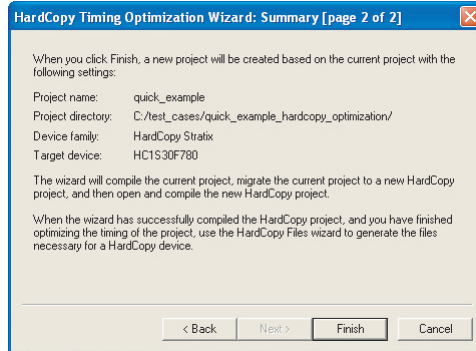 HardCopy Timing Optimization Wizard: Summary [page 2 of 2]
When you click Finish, a new project will be created based on the current project with the
following settings:
Project name: quick_example
Project directory: C:/test_cases/quick_example_hardcopy_optimization/
Device family: HardCopy Stratix
Target device: HC1S30F780
The wizard will compile the current project, migrate the current project to a new HardCopy
project, and then open and compile the new HardCopy project.
When the wizard has successfully compiled the HardCopy project, and you have finished
optimizing the timing of the project, use the HardCopy Files wizard to generate the files
necessary for a HardCopy device.
< Back Next > Finish Cancel